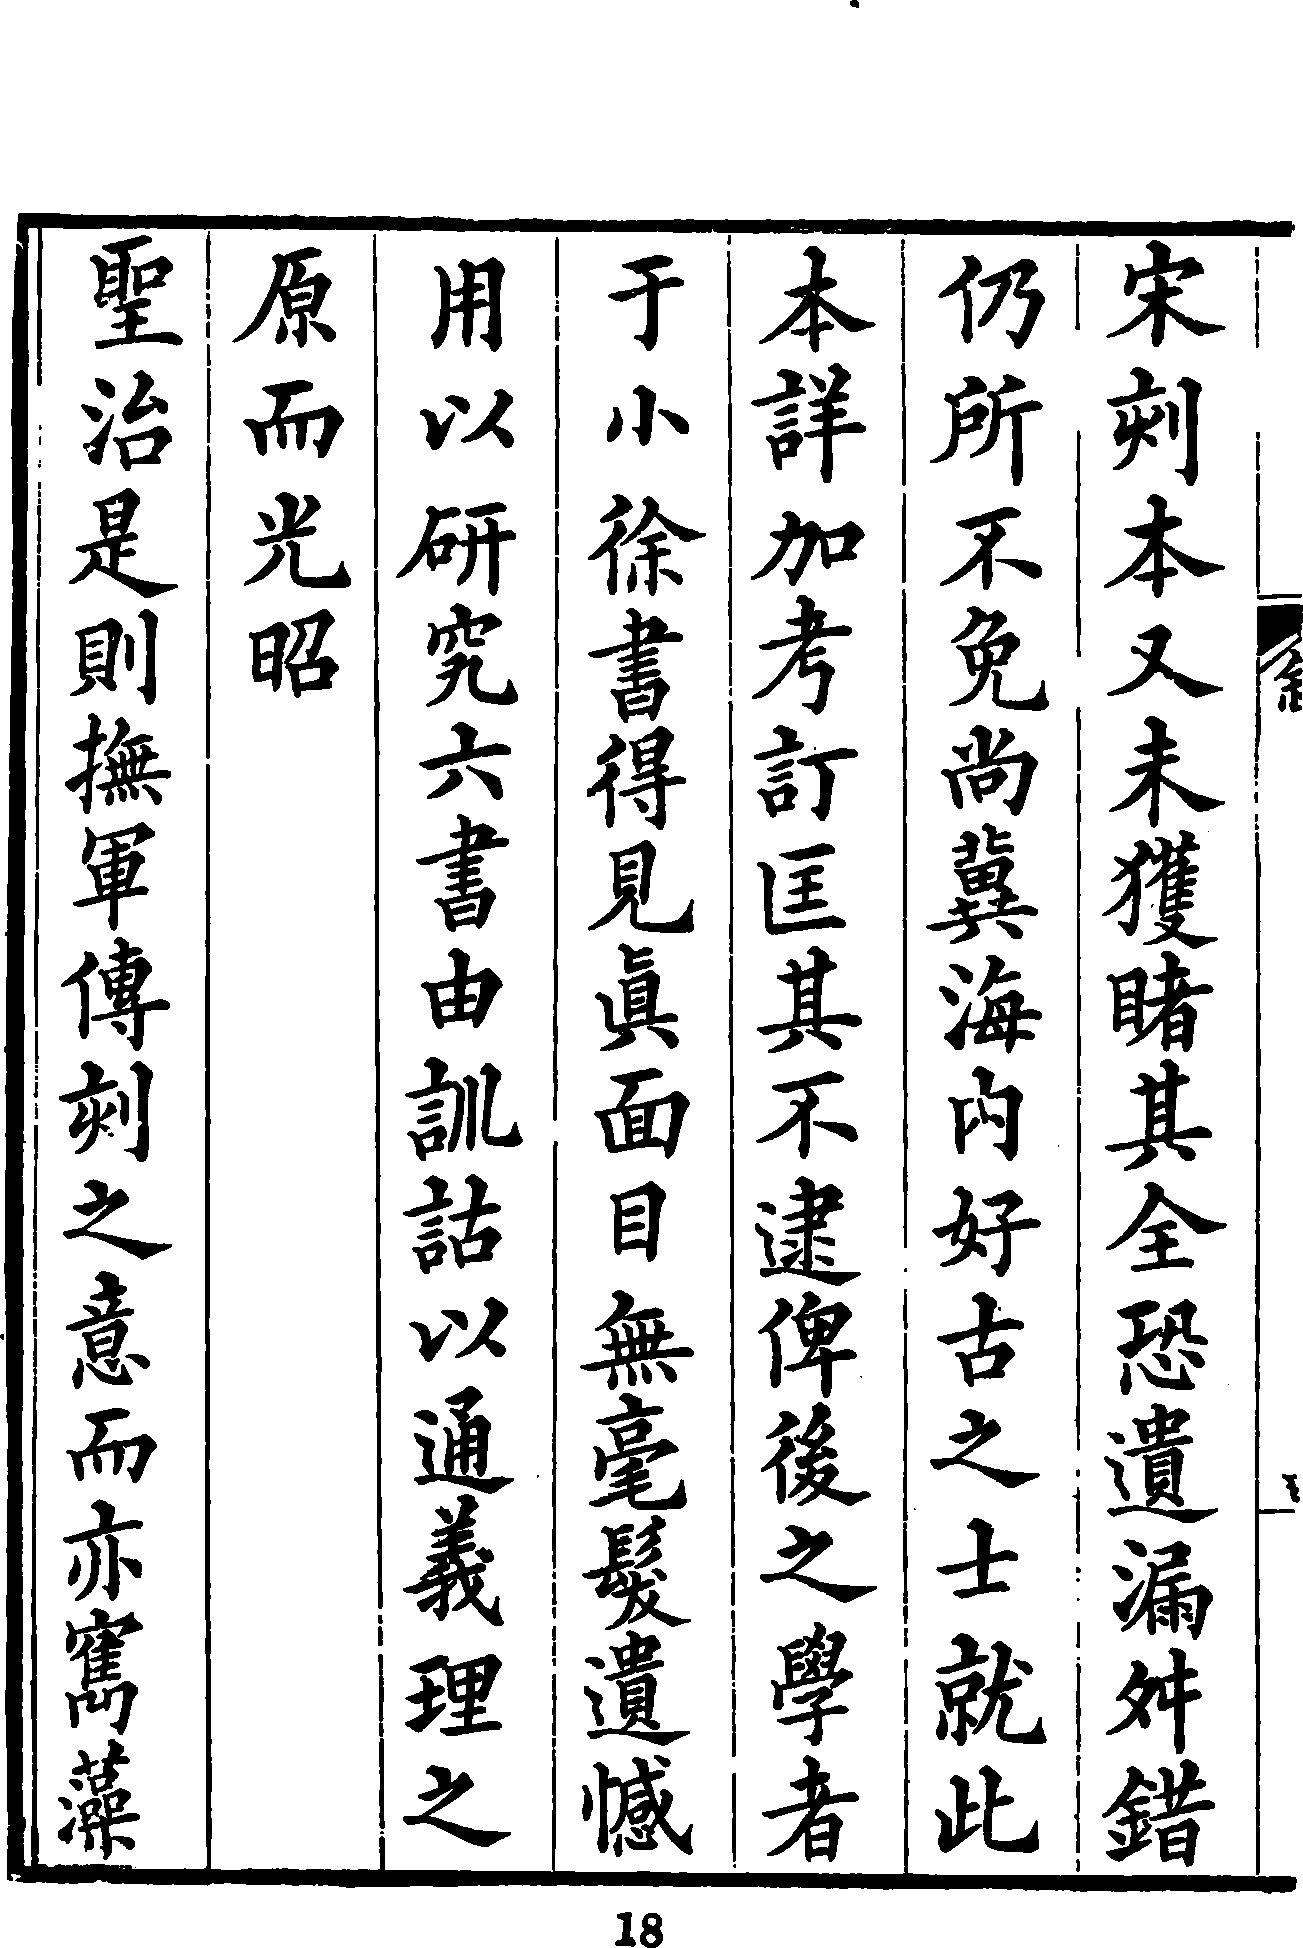 宋刻本又未獲睹其全恐遺漏舛錯
仍所不免尚冀海內好古之士就此
本詳加考訂匡其不逮俾後之學者
于小徐書得見眞面目無毫髮遺憾
用以研究六書由訓詁以通義理之
原而光昭
聖治是則撫軍傳刻之意而亦寯藻
18